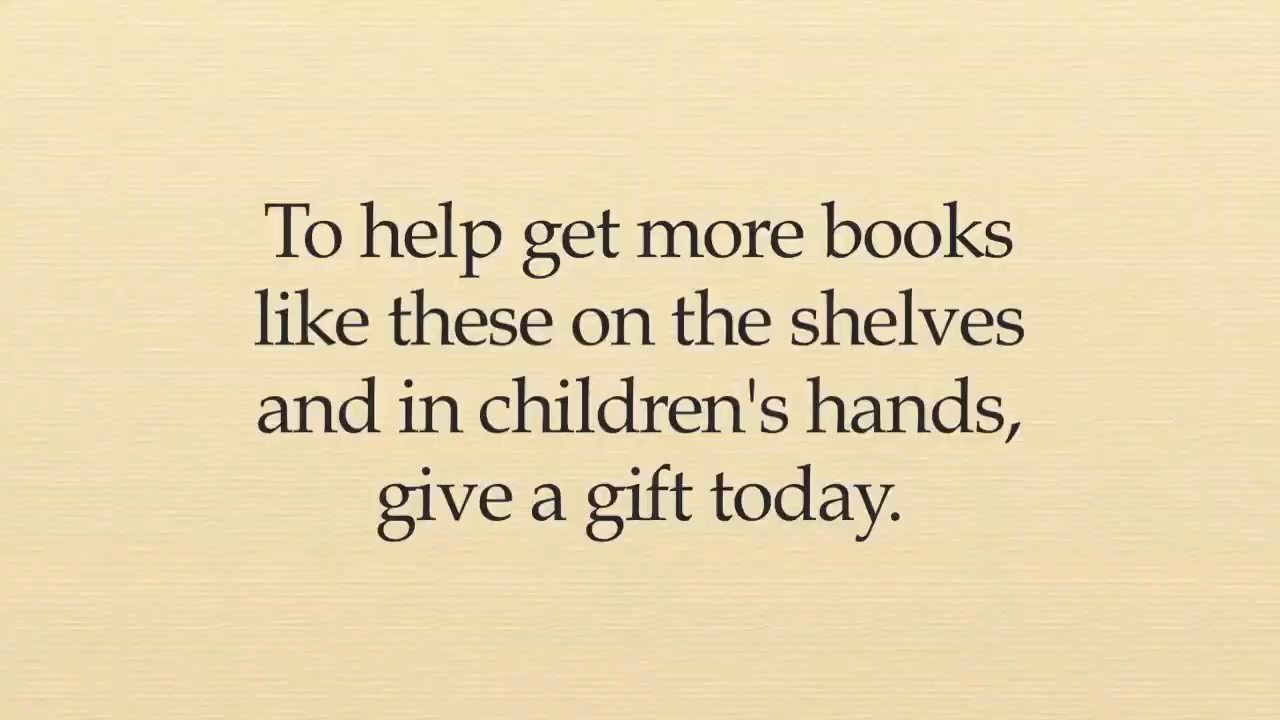 To help get more books
like these on the shelves
and in children's hands,
give a gift today.